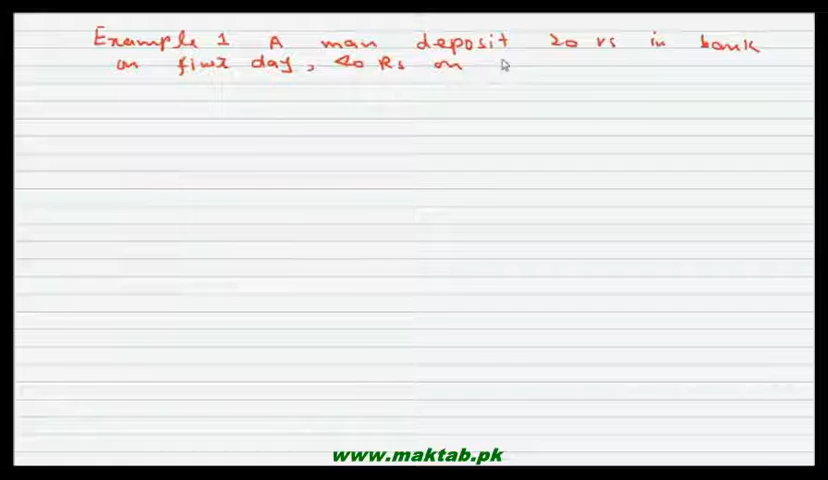 Example 1 A man deposit 20 rs in bank
on first day, 40 Rs on
www.maktab.pk